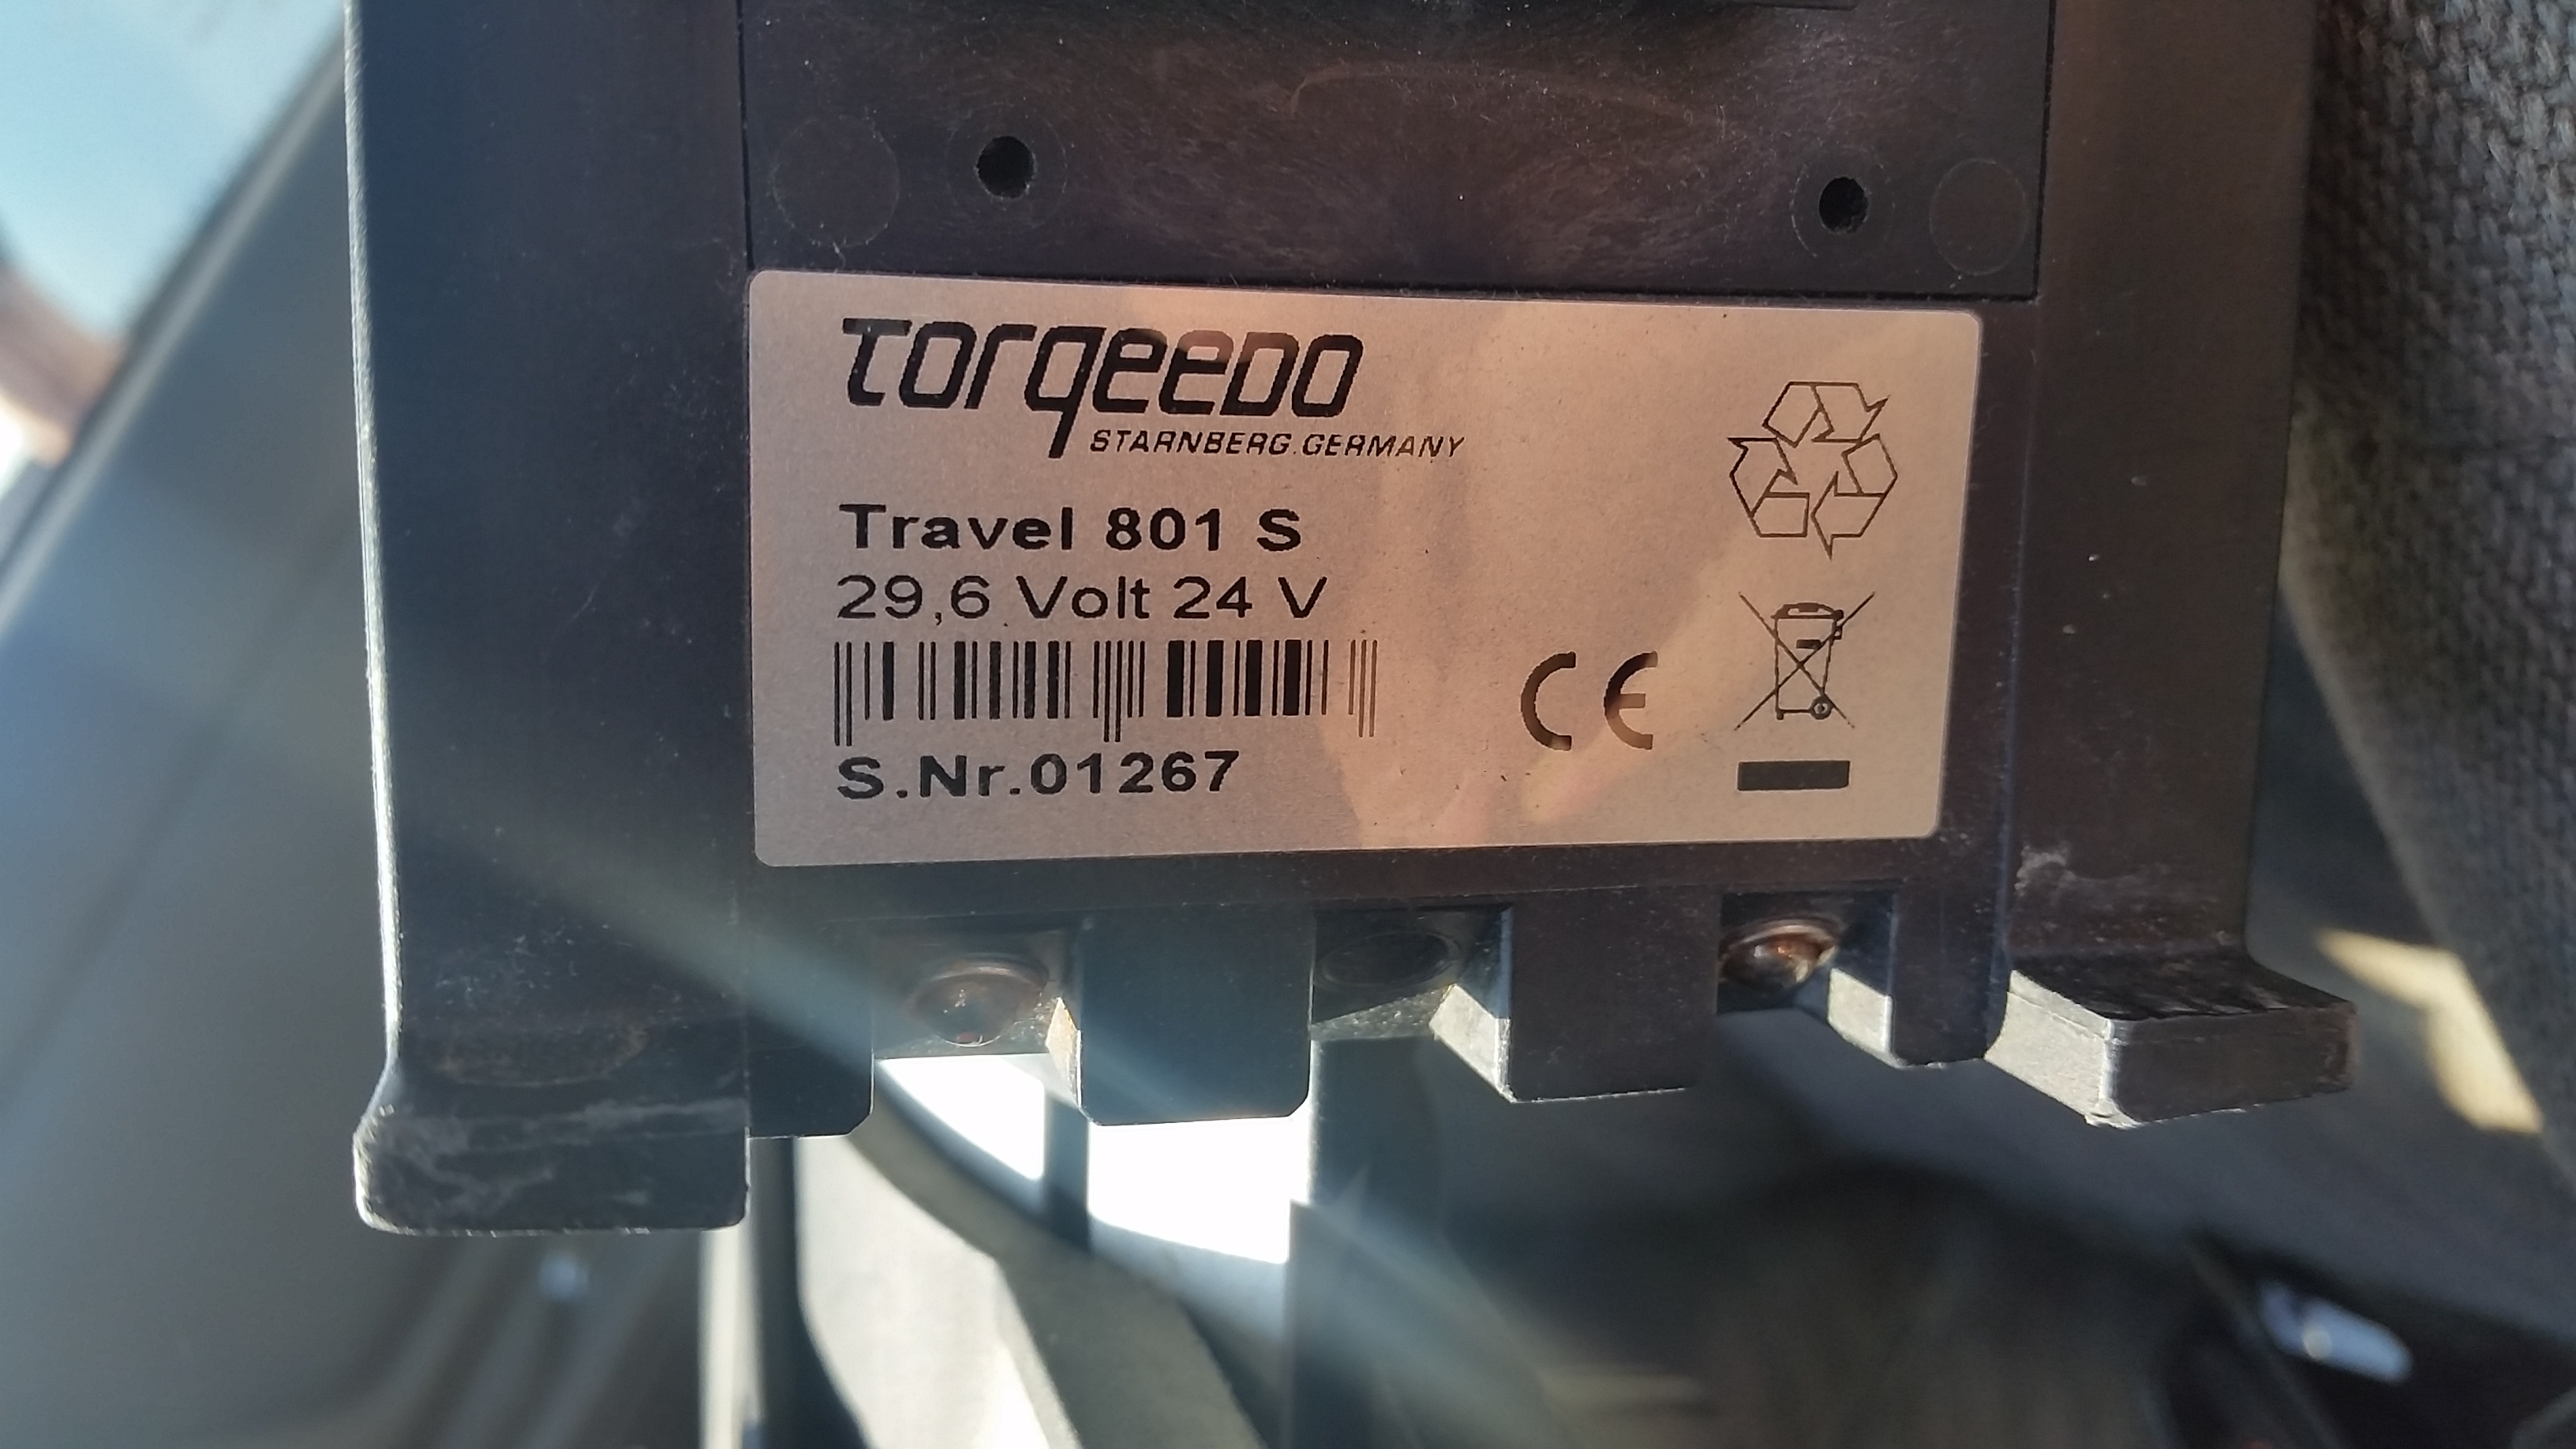 torqeedo
STARNBERG.GERMANY
Travel 801 S
29,6 Volt 24 V
S.Nr.01267
CE